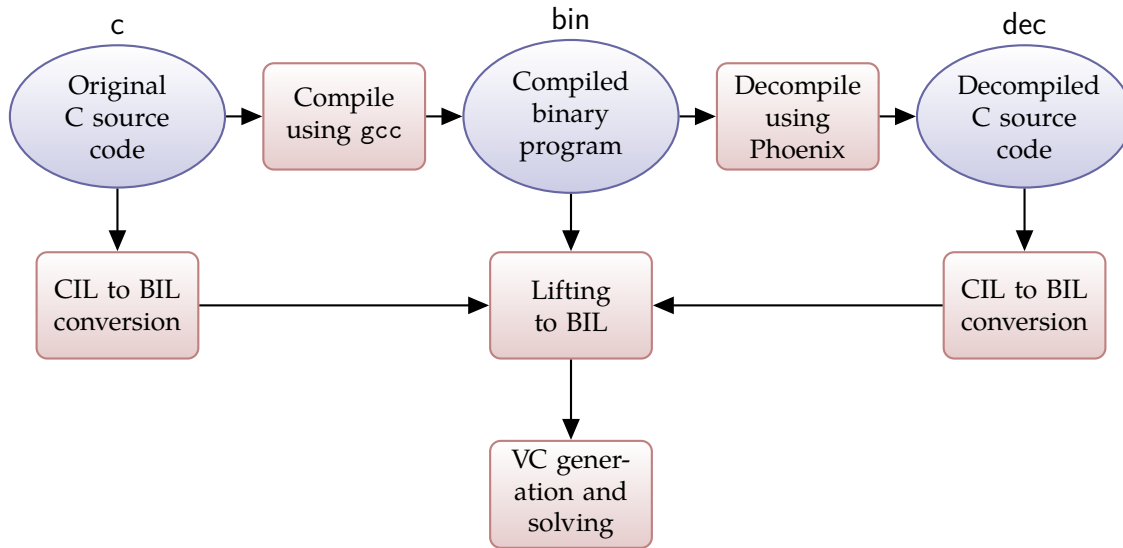 c
bin
dec
Original
C source
code
Compile
using gcc
Compiled
binary
program
Decompile
using
Phoenix
Decompiled
C source
code
CIL to BIL
conversion
Lifting
to BIL
CIL to BIL
conversion
VC gener-
ation and
solving